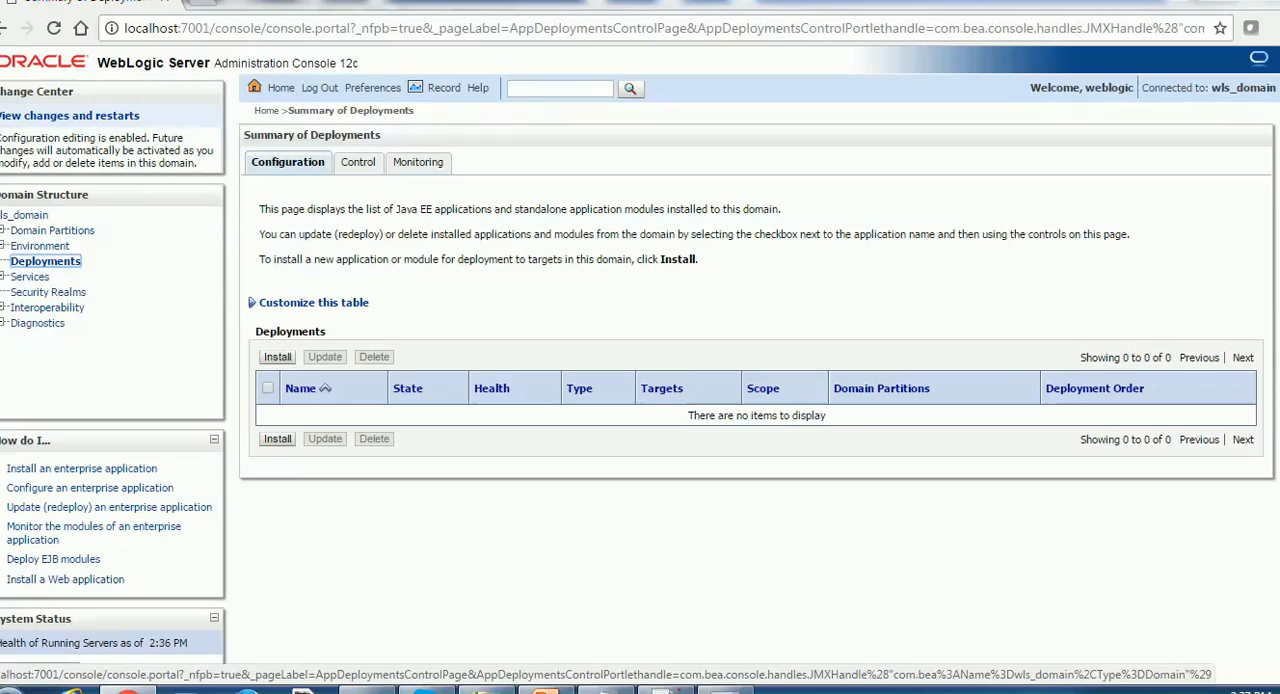 localhost:7001/console/console.portal?_nfpb=true&_pageLabel=AppDeploymentsControlPage&AppDeploymentsControlPortlethandle=com.bea.console.handles.JMXHandle%28"com
WebLogic Server Administration Console 12c
Change Center
View changes and restarts
Configuration editing is enabled. Future
changes will automatically be activated as you
modify, add or delete items in this domain.
Domain Structure
wls_domain
Domain Partitions
Environment
Deployments
Services
Security Realms
Interoperability
Diagnostics
How do I...
Install an enterprise application
Configure an enterprise application
Update (redeploy) an enterprise application
Monitor the modules of an enterprise
application
Deploy EJB modules
Install a Web application
System Status
Health of Running Servers as of 2:36 PM
Home Log Out Preferences Record Help
Welcome, weblogic Connected to: wls_domain
Home >Summary of Deployments
Summary of Deployments
Configuration Control Monitoring
This page displays the list of Java EE applications and standalone application modules installed to this domain.
You can update (redeploy) or delete installed applications and modules from the domain by selecting the checkbox next to the application name and then using the controls on this page.
To install a new application or module for deployment to targets in this domain, click Install.
Customize this table
Deployments
Install Update Delete Showing 0 to 0 of 0 Previous | Next
Name State Health Type Targets Scope Domain Partitions Deployment Order
There are no items to display
Install Update Delete Showing 0 to 0 of 0 Previous | Next
alhost:7001/console/console.portal?_nfpb=true&_pageLabel=AppDeploymentsControlPage&AppDeploymentsControlPortlethandle=com.bea.console.handles.JMXHandle%28"com.bea%3AName%3Dwls_domain%2CType%3DDomain"%29